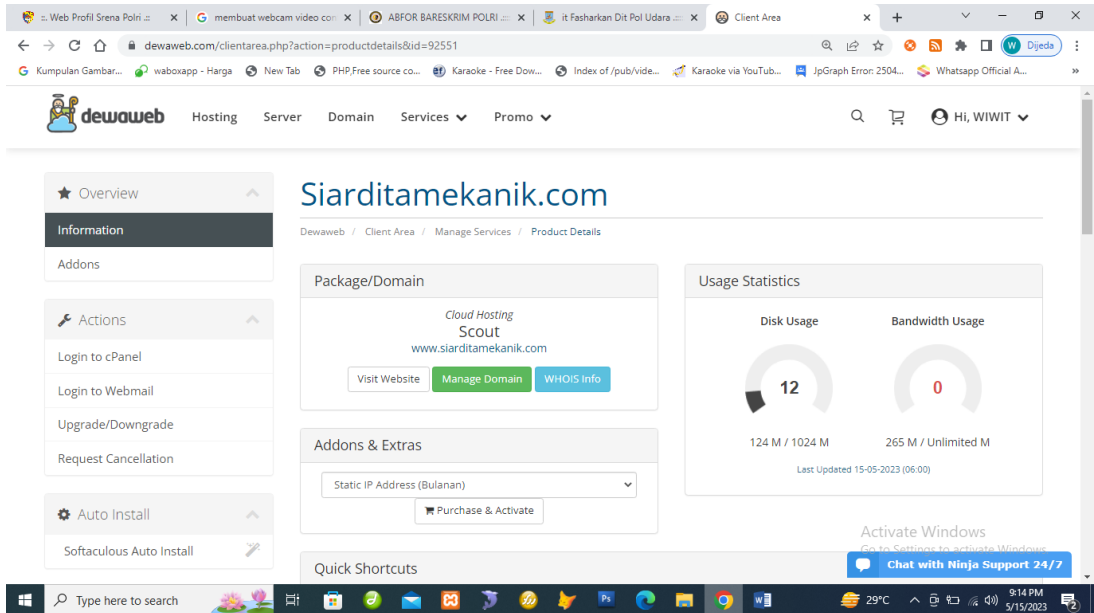 .:: Web Profil Srena Polri .::
membuat webcam video con
ABFOR BARESKRIM POLRI .::
it Fasharkan Dit Pol Udara .::
Client Area
dewaweb.com/clientarea.php?action=productdetails&id=92551
W Dijeda
Kumpulan Gambar... waboxapp - Harga New Tab PHP,Free source co... Karaoke - Free Dow... Index of /pub/vide... Karaoke via YouTub... JpGraph Error: 2504... Whatsapp Official A... »
dewaweb Hosting Server Domain Services Promo Hi, WIWIT
Overview
Information
Addons
Actions
Login to cPanel
Login to Webmail
Upgrade/Downgrade
Request Cancellation
Auto Install
Softaculous Auto Install
Siarditamekanik.com
Dewaweb / Client Area / Manage Services / Product Details
Package/Domain
Cloud Hosting
Scout
www.siarditamekanik.com
Visit Website Manage Domain WHOIS Info
Addons & Extras
Static IP Address (Bulanan)
Purchase & Activate
Quick Shortcuts
Usage Statistics
Disk Usage Bandwidth Usage
12 0
124 M / 1024 M 265 M / Unlimited M
Last Updated 15-05-2023 (06:00)
Activate Windows
Go to Settings to activate Windows.
Chat with Ninja Support 24/7
Type here to search
29°C
9:14 PM
5/15/2023
2